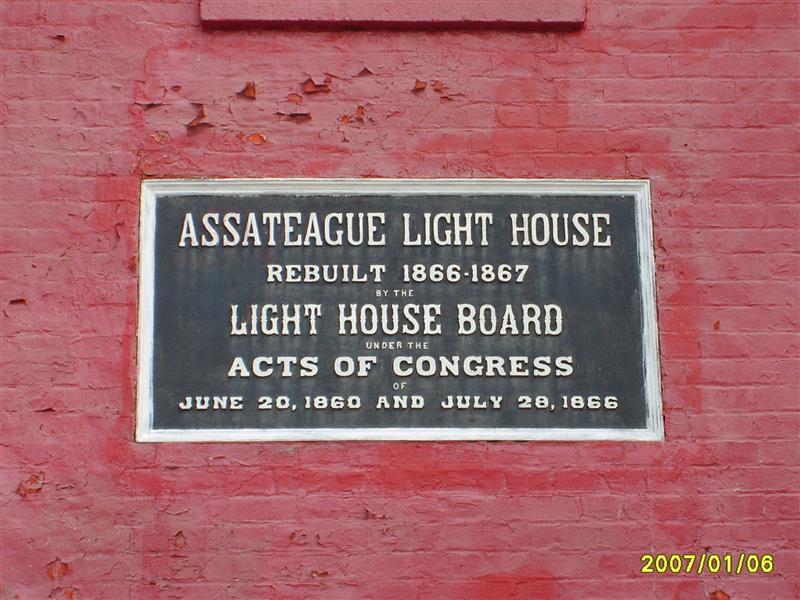 ASSATEAGUE LIGHT HOUSE
REBUILT 1866-1867
BY THE
LIGHT HOUSE BOARD
UNDER THE
ACTS OF CONGRESS
OF
JUNE 20, 1860 AND JULY 28, 1866
2007/01/06